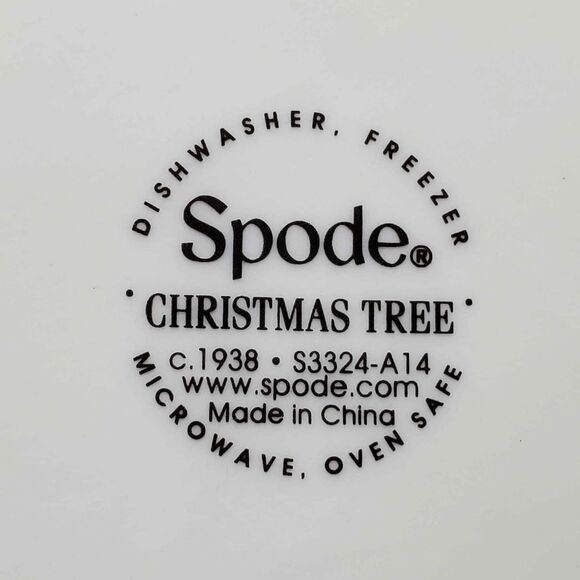 DISHWASHER, FREEZER
Spode®
· CHRISTMAS TREE ·
c.1938 • S3324-A14
www.spode.com
Made in China
MICROWAVE, OVEN SAFE